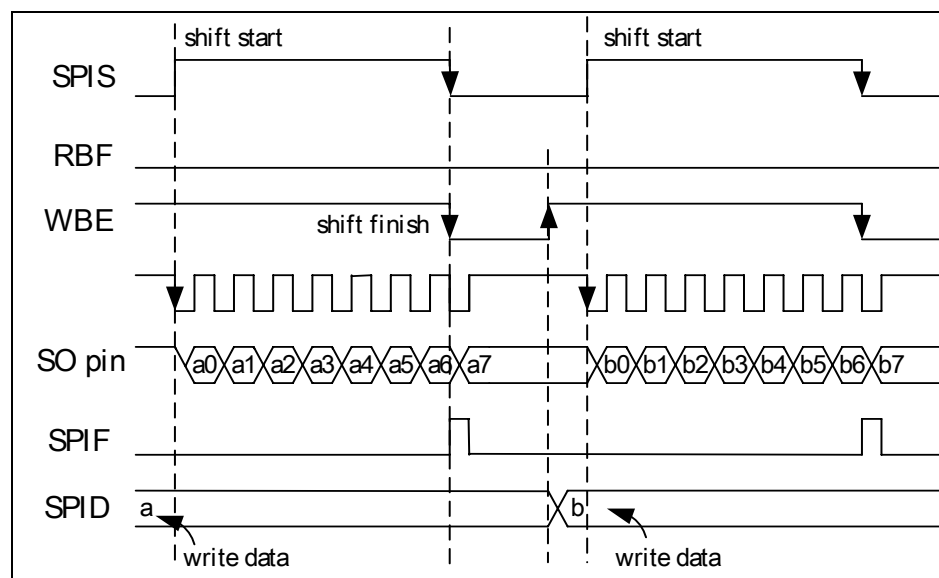 shift start shift start
SPIS
RBF
WBE shift finish
SO pin a0 a1 a2 a3 a4 a5 a6 a7 b0 b1 b2 b3 b4 b5 b6 b7
SPIF
SPID a b
write data write data